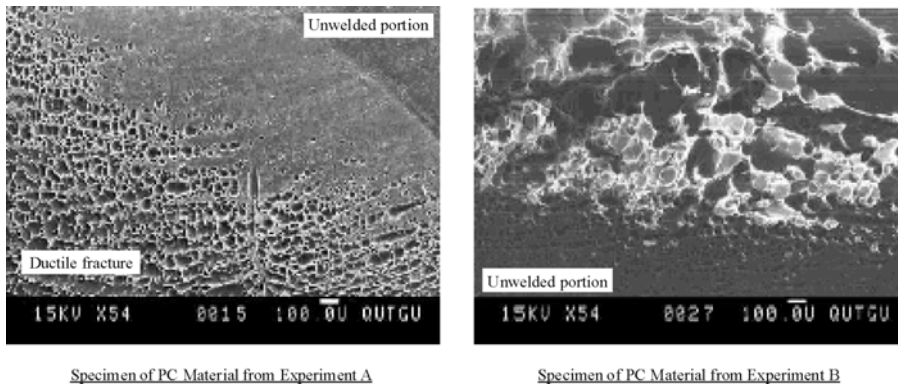 Unwelded portion
Ductile fracture
15KV X54 0015 100.0U QUTGU
Specimen of PC Material from Experiment A
Unwelded portion
15KV X54 0027 100.0U QUTGU
Specimen of PC Material from Experiment B